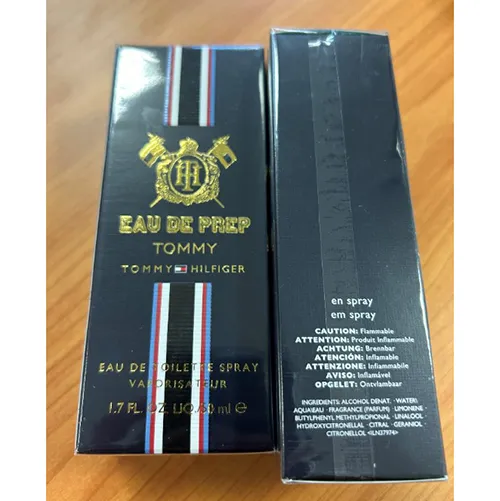 TH
EAU DE PREP
TOMMY
TOMMY HILFIGER
EAU DE TOILETTE SPRAY
VAPORISATEUR
1.7 FL. OZ. LIQ./50 ml e
en spray
em spray
CAUTION: Flammable
ATTENTION: Produit Inflammable
ACHTUNG: Brennbar
ATENCIÓN: Inflamable
ATTENZIONE: Infiammabile
AVISO: Inflamável
OPGELET: Ontvlambaar
INGREDIENTS: ALCOHOL DENAT. · WATER/
AQUA/EAU · FRAGRANCE (PARFUM) · LIMONENE ·
BUTYLPHENYL METHYLPROPIONAL · LINALOOL ·
HYDROXYCITRONELLAL · CITRAL · GERANIOL ·
CITRONELLOL <ILN37974>